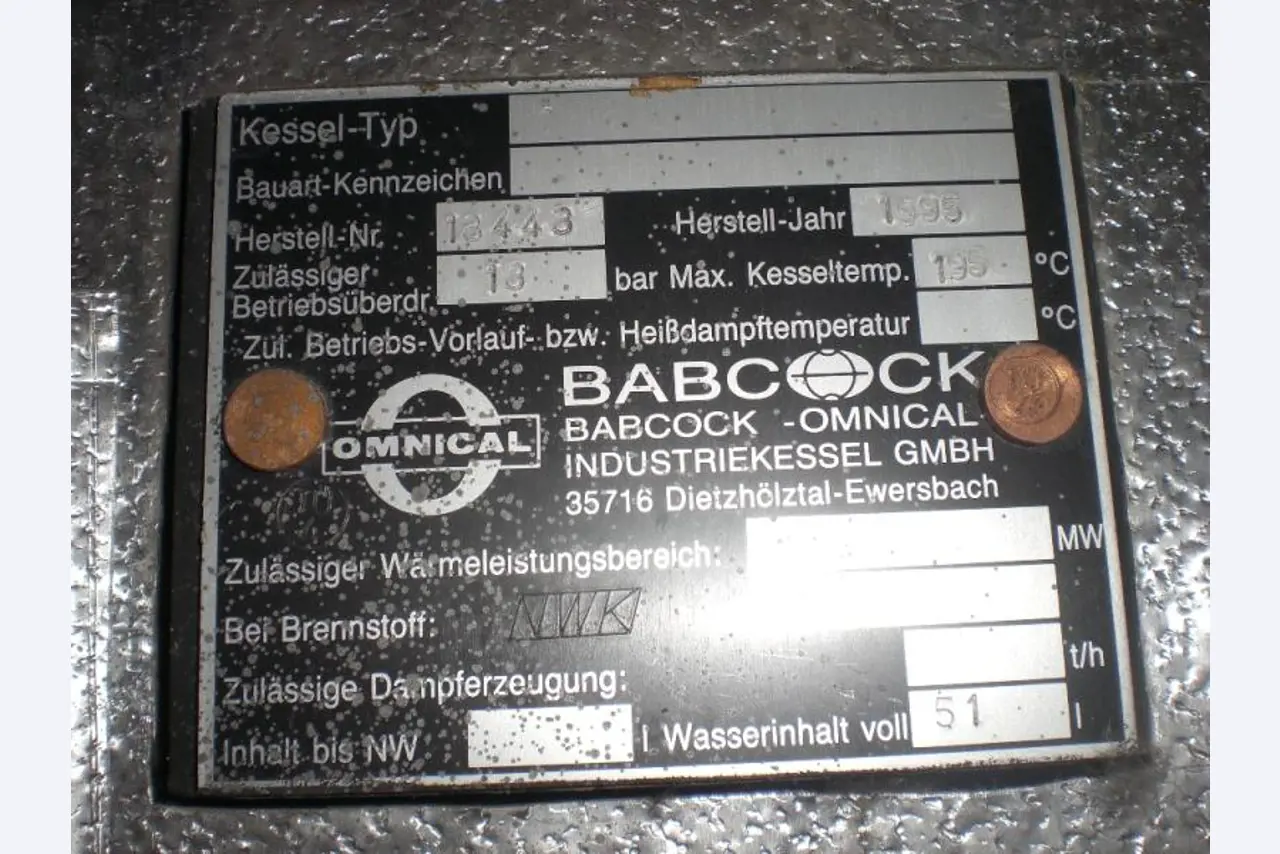 Kessel-Typ
Bauart-Kennzeichen
Herstell-Nr. 13443 Herstell-Jahr 1995
Zulässiger
Betriebsüberdr. 13 bar Max. Kesseltemp. 195 °C
Zul. Betriebs-Vorlauf- bzw. Heißdampftemperatur °C
BABCOCK
OMNICAL
BABCOCK -OMNICAL
INDUSTRIEKESSEL GMBH
35716 Dietzhölztal-Ewersbach
Zulässiger Wärmeleistungsbereich: MW
Bei Brennstoff: NWK
Zulässige Dampferzeugung: t/h
Inhalt bis NW l Wasserinhalt voll 51 l